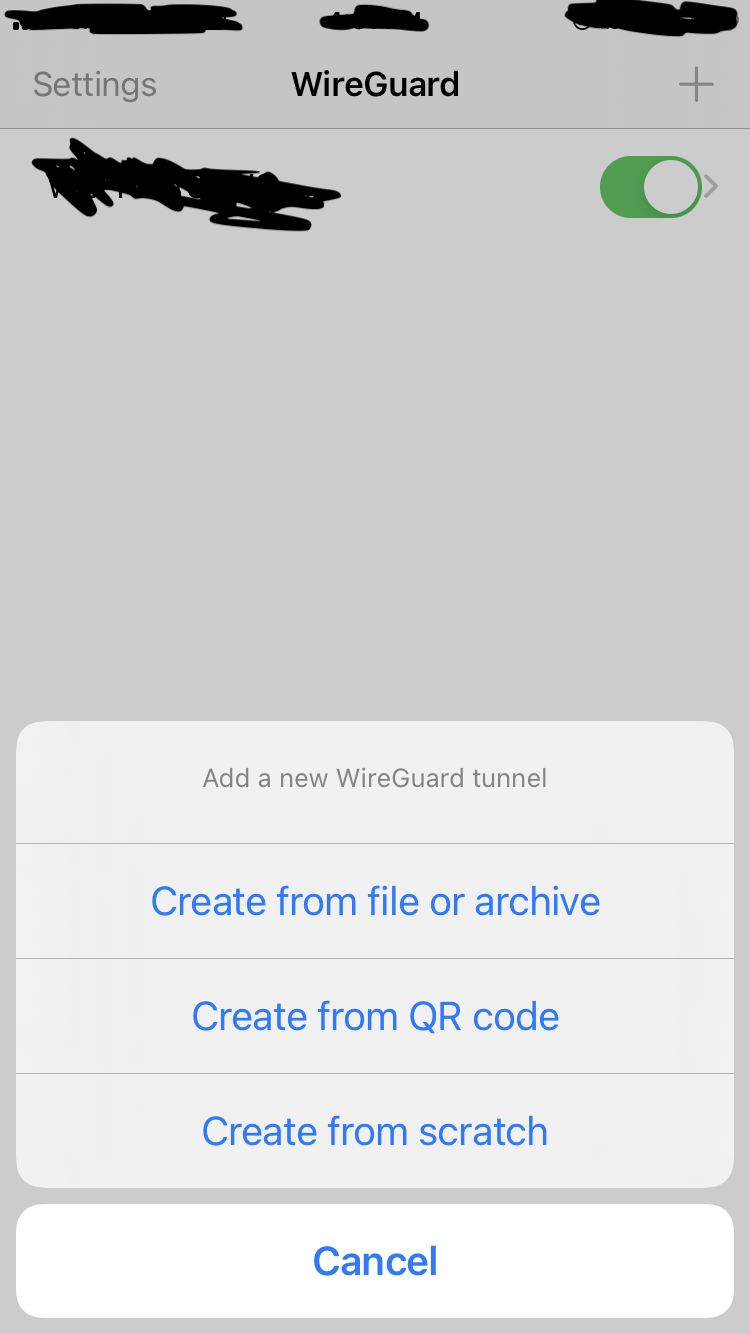 Settings
WireGuard
Add a new WireGuard tunnel
Create from file or archive
Create from QR code
Create from scratch
Cancel